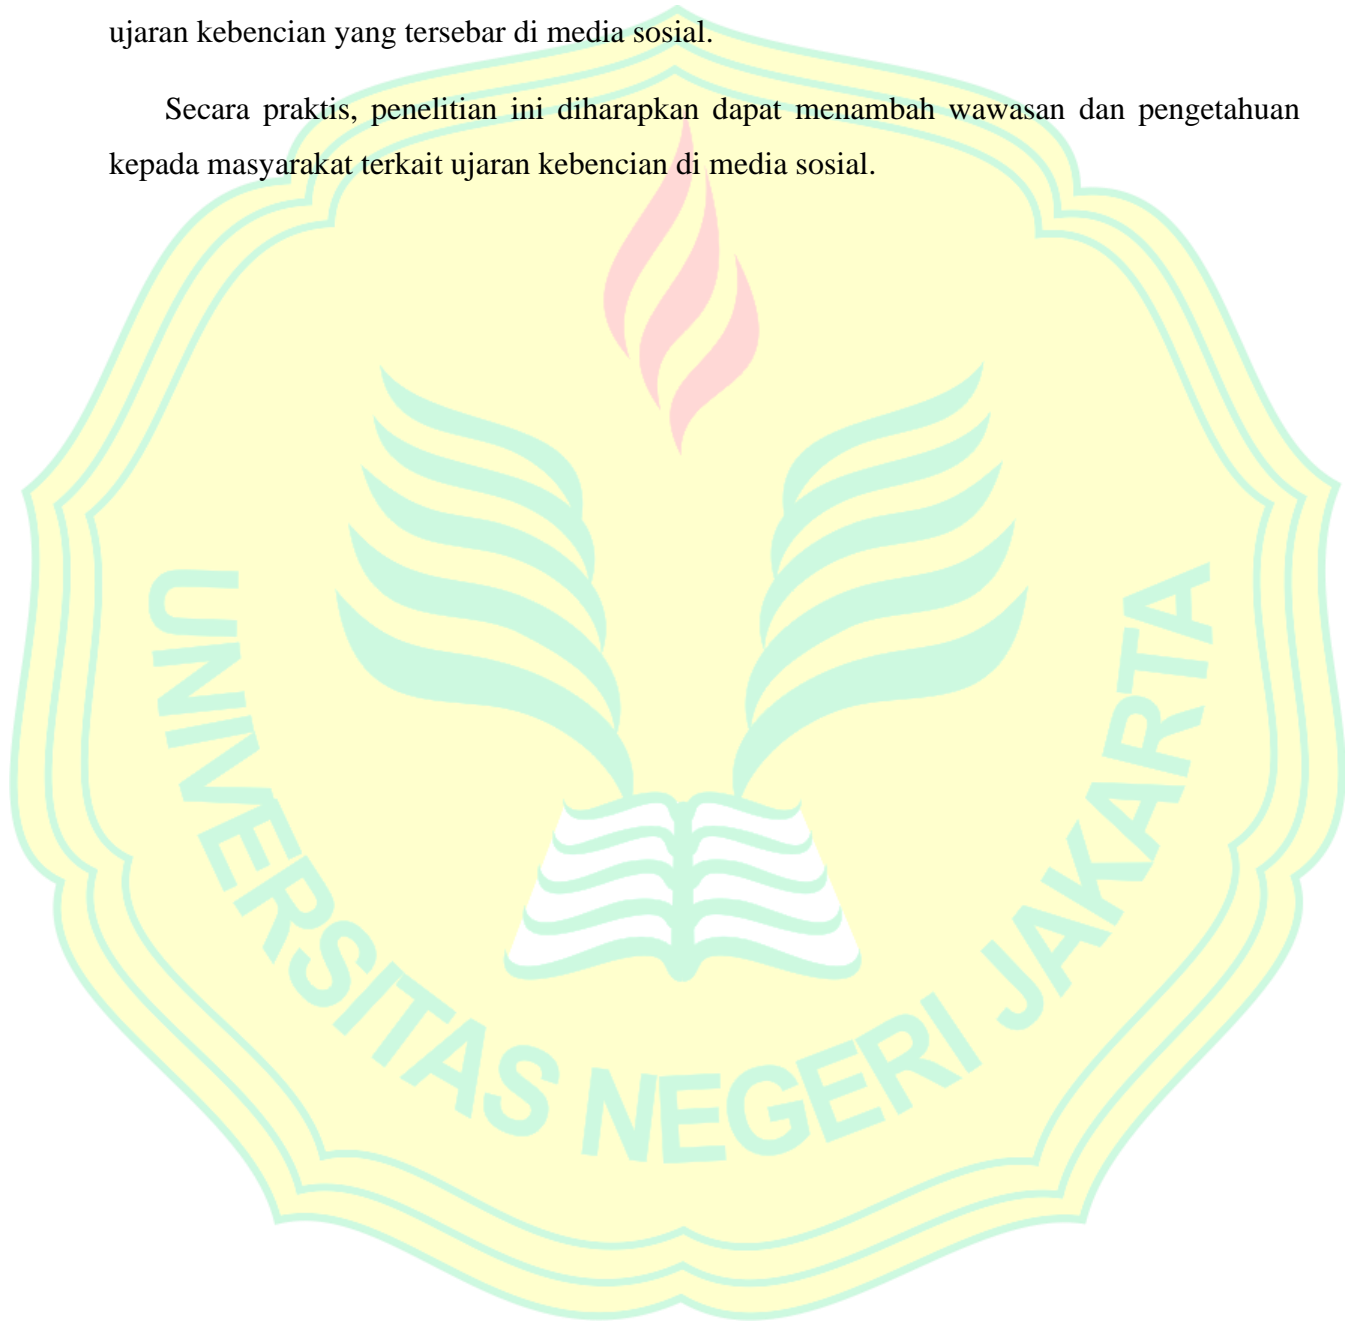 ujaran kebencian yang tersebar di media sosial.
Secara praktis, penelitian ini diharapkan dapat menambah wawasan dan pengetahuan
kepada masyarakat terkait ujaran kebencian di media sosial.
UNIVERSITAS NEGERI JAKARTA